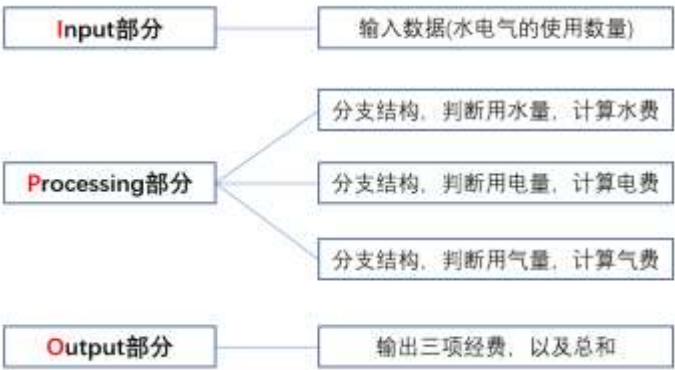 Input部分
输入数据(水电气的使用数量)
Processing部分
分支结构，判断用水量，计算水费
分支结构，判断用电量，计算电费
分支结构，判断用气量，计算气费
Output部分
输出三项经费，以及总和